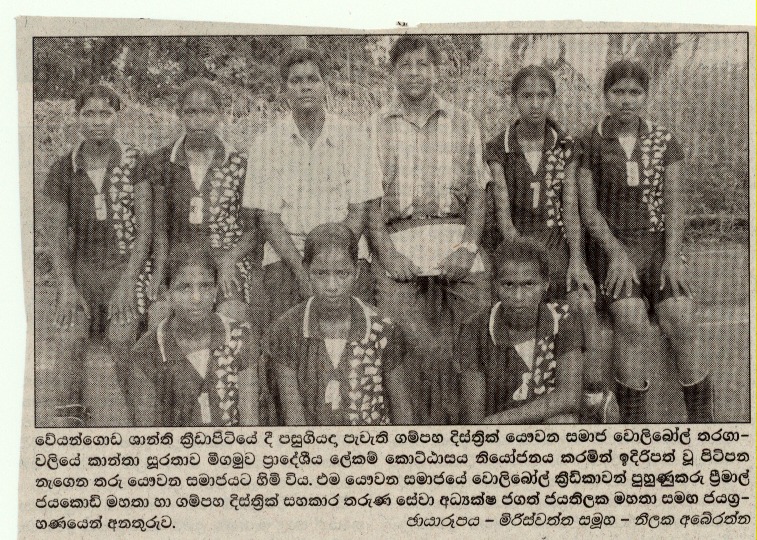 වේයන්ගොඩ ශාන්ති ක්‍රීඩාපිටියේ දී පසුගියදා පැවැති ගම්පහ දිස්ත්‍රික් යෞවන සමාජ වොලිබෝල් තරගා-
වලියේ කාන්තා සූරතාව මීගමුව ප්‍රාදේශීය ලේකම් කොට්ඨාසය නියෝජනය කරමින් ඉදිරිපත් වූ පිටිපන
නැගෙන තරු යෞවන සමාජයට හිමි විය. එම යෞවන සමාජයේ වොලිබෝල් ක්‍රීඩිකාවන් පුහුණුකරු ප්‍රීමාල්
ජයකොඩි මහතා හා ගම්පහ දිස්ත්‍රික් සහකාර තරුණ සේවා අධ්‍යක්ෂ ජගත් ජයතිලක මහතා සමඟ ජයග්‍ර-
හණයෙන් අනතුරුව. ඡායාරූපය - මිරිස්වත්ත සමූහ - නීලක අබේරත්න